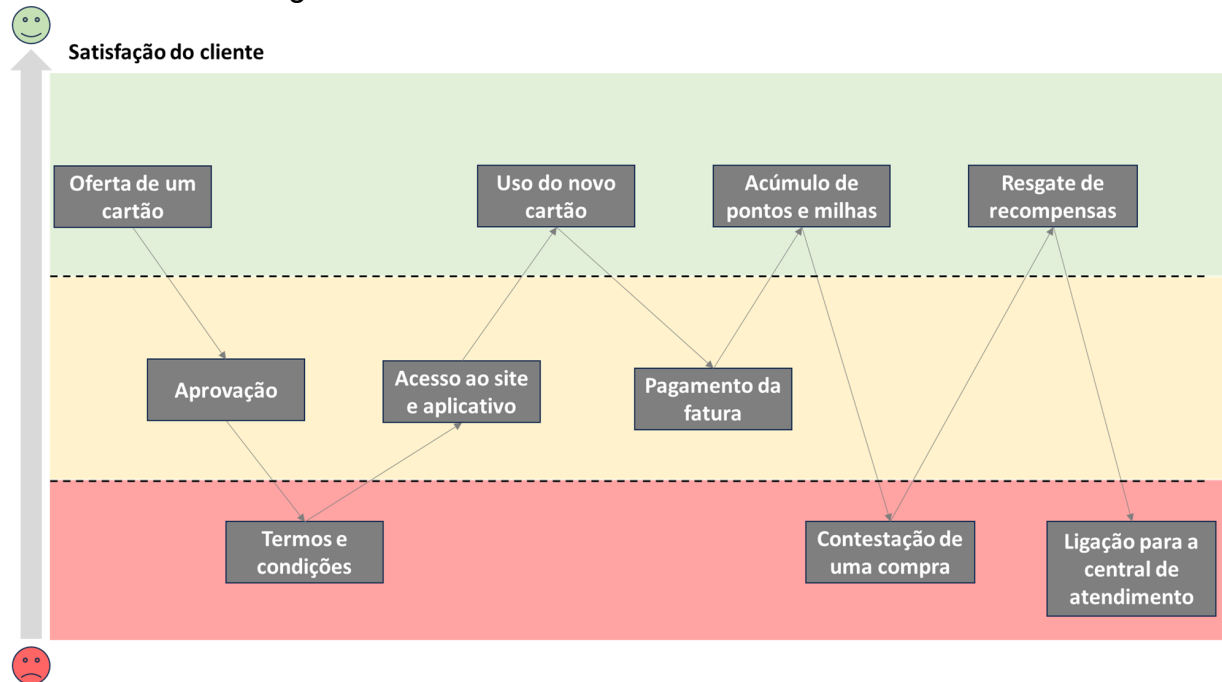 Satisfação do cliente
Oferta de um
cartão
Uso do novo
cartão
Acúmulo de
pontos e milhas
Resgate de
recompensas
Aprovação
Acesso ao site
e aplicativo
Pagamento da
fatura
Termos e
condições
Contestação de
uma compra
Ligação para a
central de
atendimento